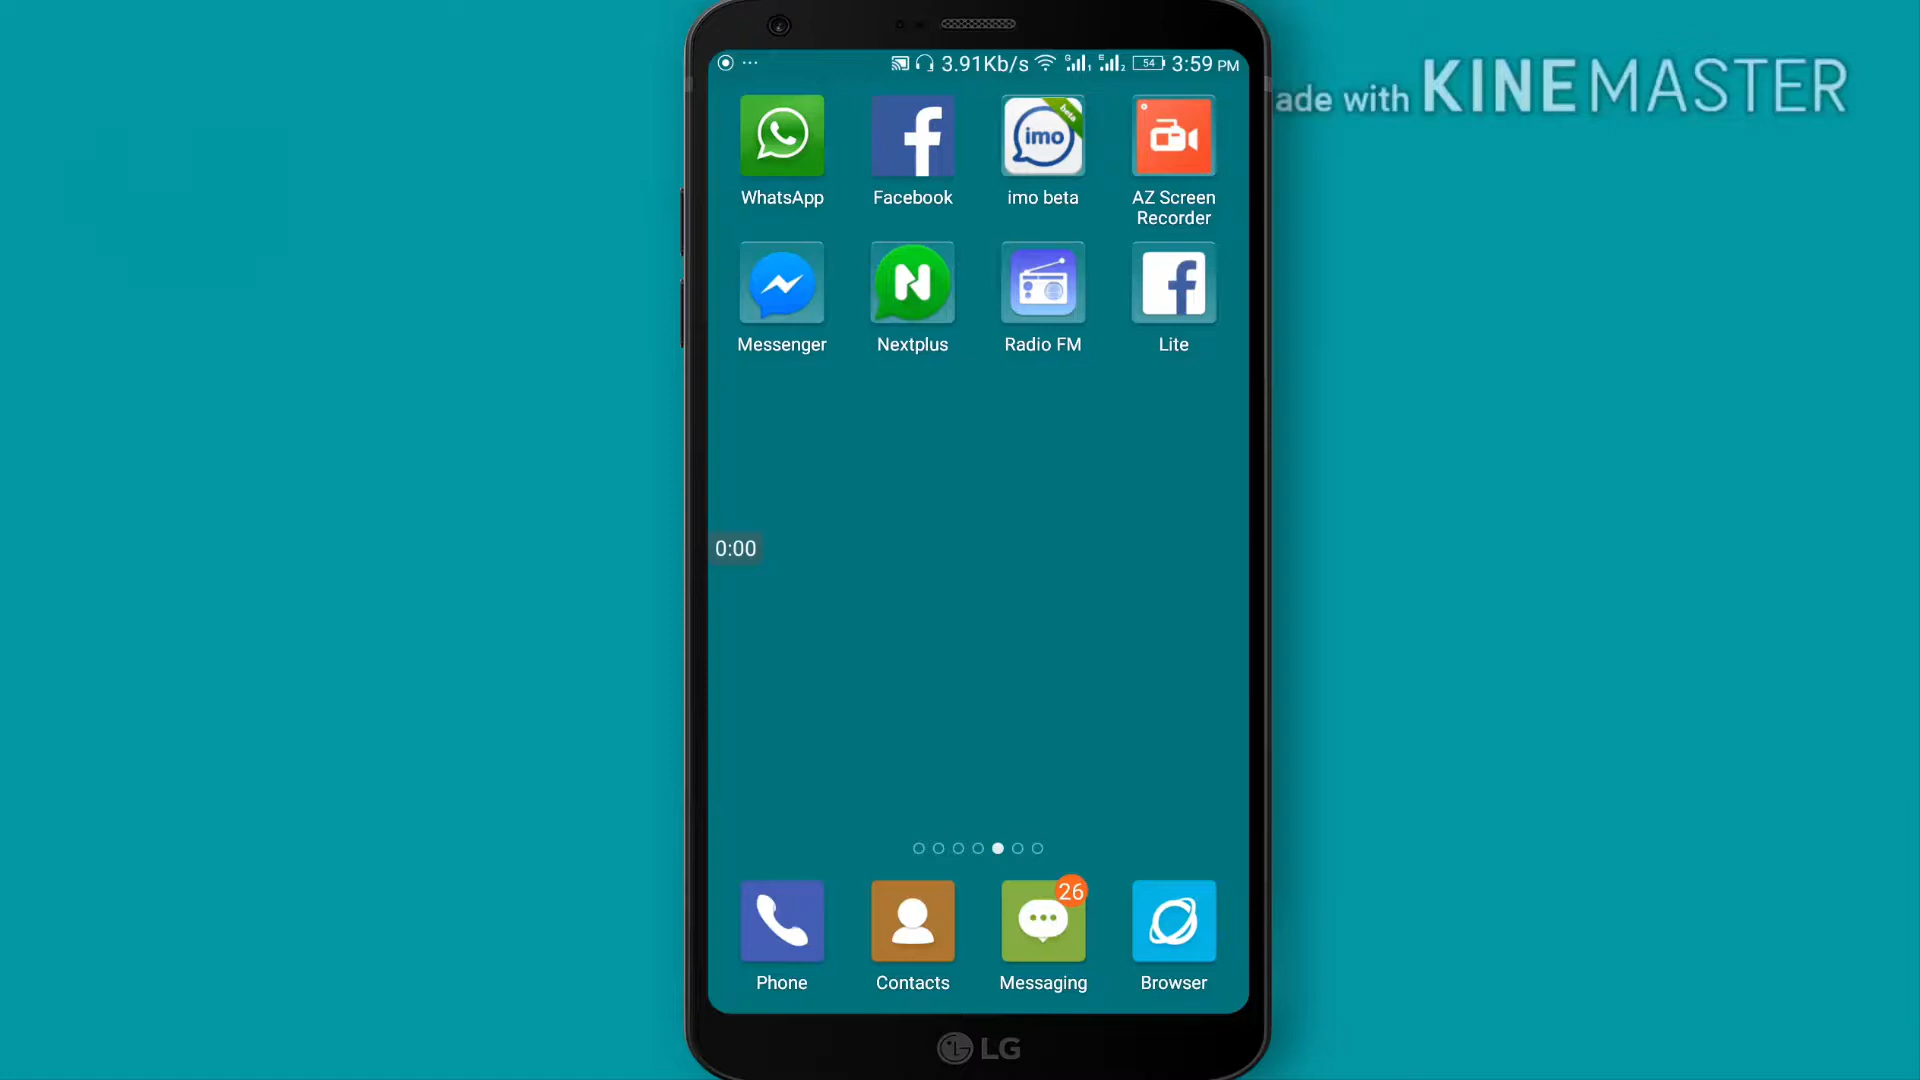 3.91Kb/s 54 3:59 PM
ade with KINEMASTER
imo beta
WhatsApp Facebook imo beta AZ Screen Recorder
N
Messenger Nextplus Radio FM Lite
0:00
26
Phone Contacts Messaging Browser
LG